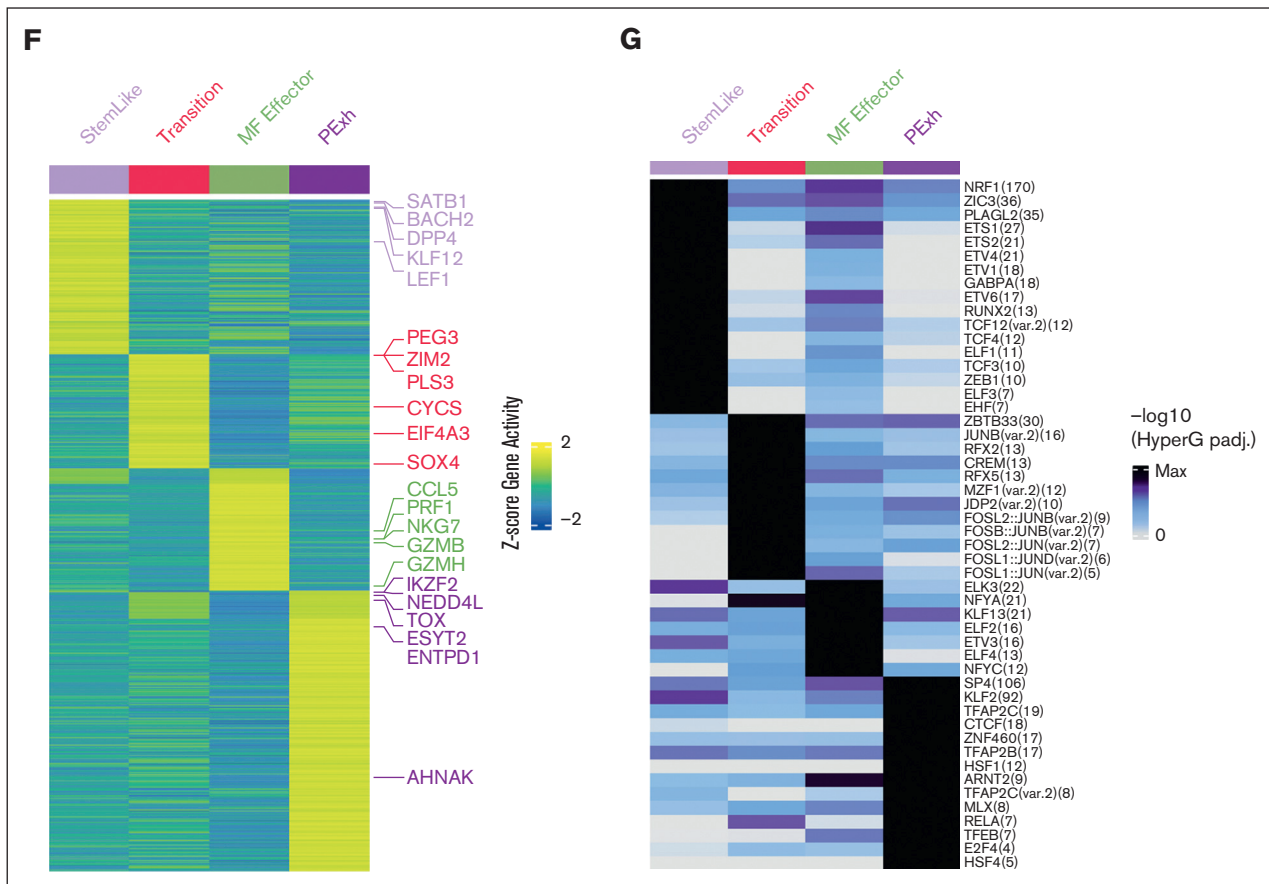 F
StemLike
Transition
MF Effector
PExh
SATB1
BACH2
DPP4
KLF12
LEF1
PEG3
ZIM2
PLS3
CYCS
EIF4A3
SOX4
CCL5
PRF1
NKG7
GZMB
GZMH
IKZF2
NEDD4L
TOX
ESYT2
ENTPD1
AHNAK
Z-score Gene Activity
2
−2
G
StemLike
Transition
MF Effector
PExh
NRF1(170)
ZIC3(36)
PLAGL2(35)
ETS1(27)
ETS2(21)
ETV4(21)
ETV1(18)
GABPA(18)
ETV6(17)
RUNX2(13)
TCF12(var.2)(12)
TCF4(12)
ELF1(11)
TCF3(10)
ZEB1(10)
ELF3(7)
EHF(7)
ZBTB33(30)
JUNB(var.2)(16)
RFX2(13)
CREM(13)
RFX5(13)
MZF1(var.2)(12)
JDP2(var.2)(10)
FOSL2::JUNB(var.2)(9)
FOSB::JUNB(var.2)(7)
FOSL2::JUN(var.2)(7)
FOSL1::JUND(var.2)(6)
FOSL1::JUN(var.2)(5)
ELK3(22)
NFYA(21)
KLF13(21)
ELF2(16)
ETV3(16)
ELF4(13)
NFYC(12)
SP4(106)
KLF2(92)
TFAP2C(19)
CTCF(18)
ZNF460(17)
TFAP2B(17)
HSF1(12)
ARNT2(9)
TFAP2C(var.2)(8)
MLX(8)
RELA(7)
TFEB(7)
E2F4(4)
HSF4(5)
−log10
(HyperG padj.)
Max
0